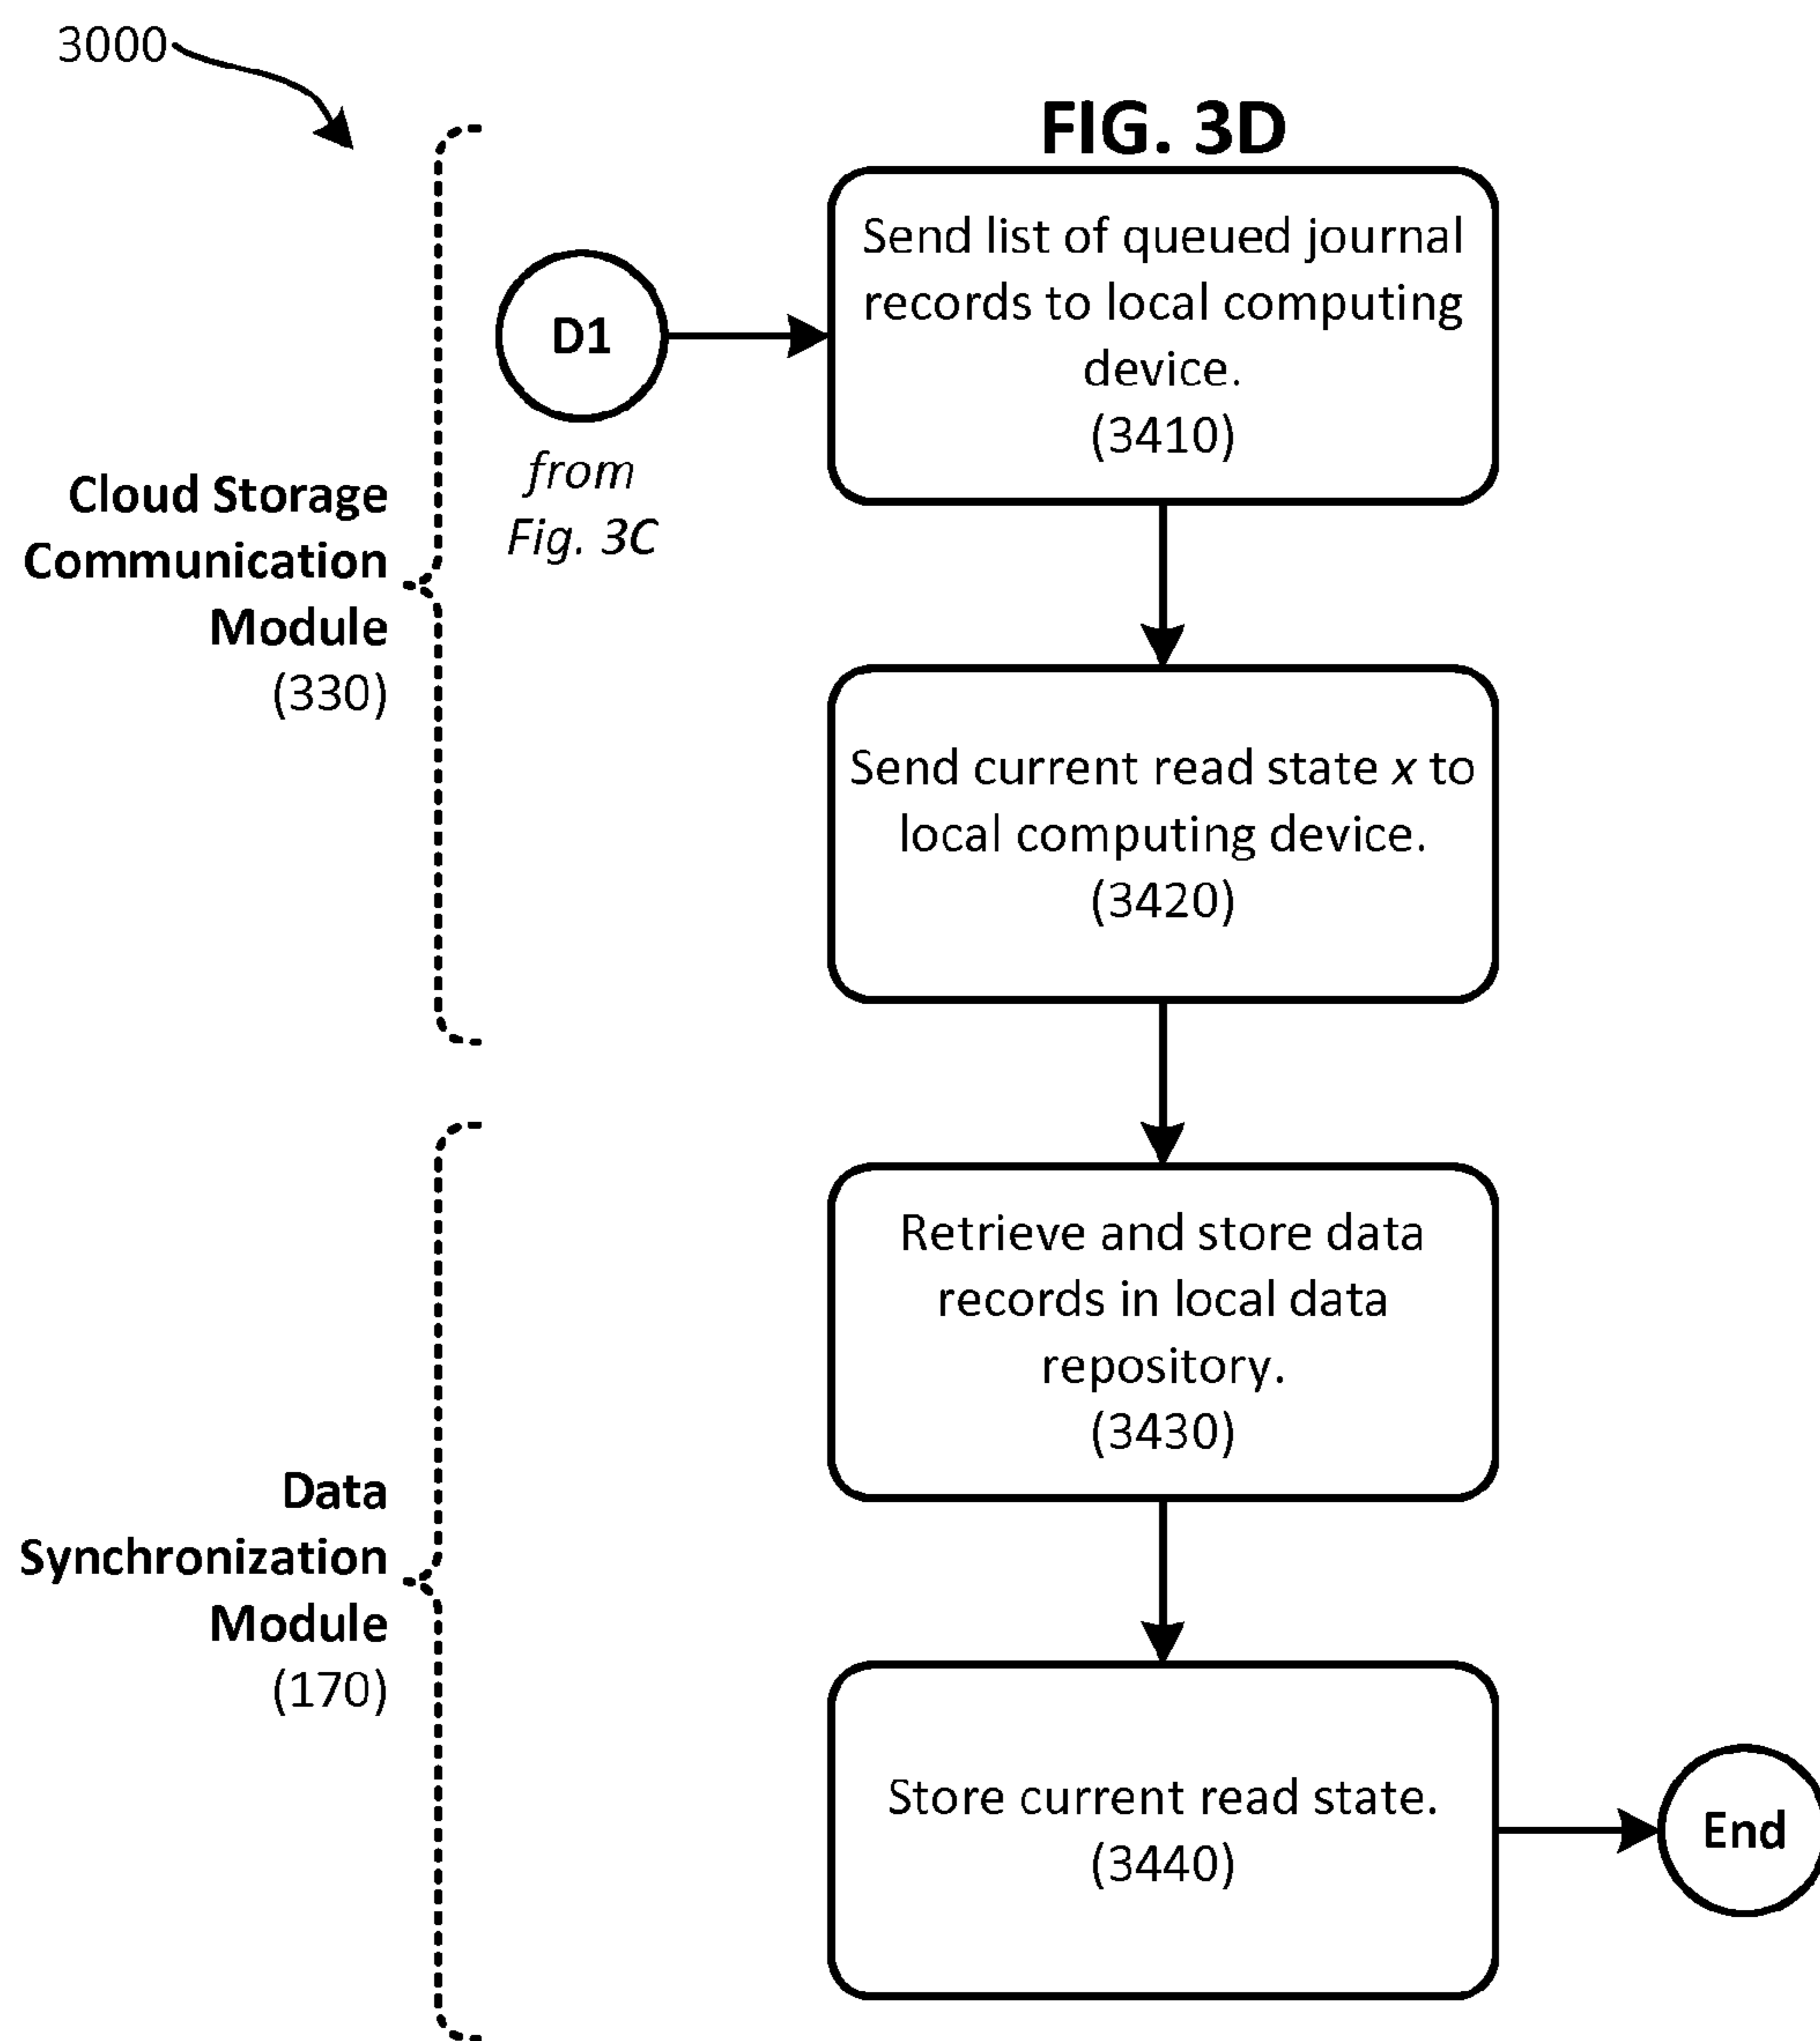 3000
FIG. 3D
Send list of queued journal
records to local computing
device.
(3410)
D1
from
Fig. 3C
Cloud Storage
Communication
Module
(330)
Send current read state x to
local computing device.
(3420)
Retrieve and store data
records in local data
repository.
(3430)
Data
Synchronization
Module
(170)
Store current read state.
(3440)
End